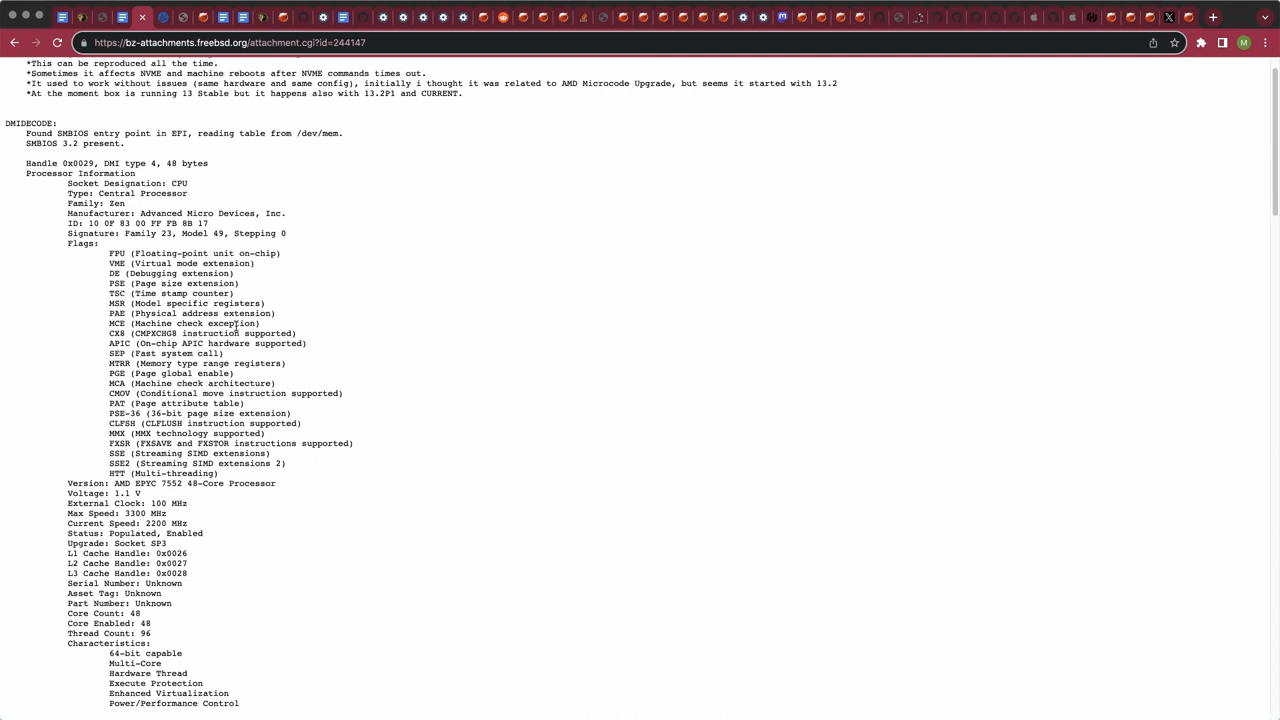 https://bz-attachments.freebsd.org/attachment.cgi?id=244147
M
*This can be reproduced all the time.
*Sometimes it affects NVME and machine reboots after NVME commands times out.
*It used to work without issues (same hardware and same config), initially i thought it was related to AMD Microcode Upgrade, but seems it started with 13.2
*At the moment box is running 13 Stable but it happens also with 13.2P1 and CURRENT.
DMIDECODE:
Found SMBIOS entry point in EFI, reading table from /dev/mem.
SMBIOS 3.2 present.
Handle 0x0029, DMI type 4, 48 bytes
Processor Information
Socket Designation: CPU
Type: Central Processor
Family: Zen
Manufacturer: Advanced Micro Devices, Inc.
ID: 10 0F 83 00 FF FB 8B 17
Signature: Family 23, Model 49, Stepping 0
Flags:
FPU (Floating-point unit on-chip)
VME (Virtual mode extension)
DE (Debugging extension)
PSE (Page size extension)
TSC (Time stamp counter)
MSR (Model specific registers)
PAE (Physical address extension)
MCE (Machine check exception)
CX8 (CMPXCHG8 instruction supported)
APIC (On-chip APIC hardware supported)
SEP (Fast system call)
MTRR (Memory type range registers)
PGE (Page global enable)
MCA (Machine check architecture)
CMOV (Conditional move instruction supported)
PAT (Page attribute table)
PSE-36 (36-bit page size extension)
CLFSH (CLFLUSH instruction supported)
MMX (MMX technology supported)
FXSR (FXSAVE and FXSTOR instructions supported)
SSE (Streaming SIMD extensions)
SSE2 (Streaming SIMD extensions 2)
HTT (Multi-threading)
Version: AMD EPYC 7552 48-Core Processor
Voltage: 1.1 V
External Clock: 100 MHz
Max Speed: 3300 MHz
Current Speed: 2200 MHz
Status: Populated, Enabled
Upgrade: Socket SP3
L1 Cache Handle: 0x0026
L2 Cache Handle: 0x0027
L3 Cache Handle: 0x0028
Serial Number: Unknown
Asset Tag: Unknown
Part Number: Unknown
Core Count: 48
Core Enabled: 48
Thread Count: 96
Characteristics:
64-bit capable
Multi-Core
Hardware Thread
Execute Protection
Enhanced Virtualization
Power/Performance Control